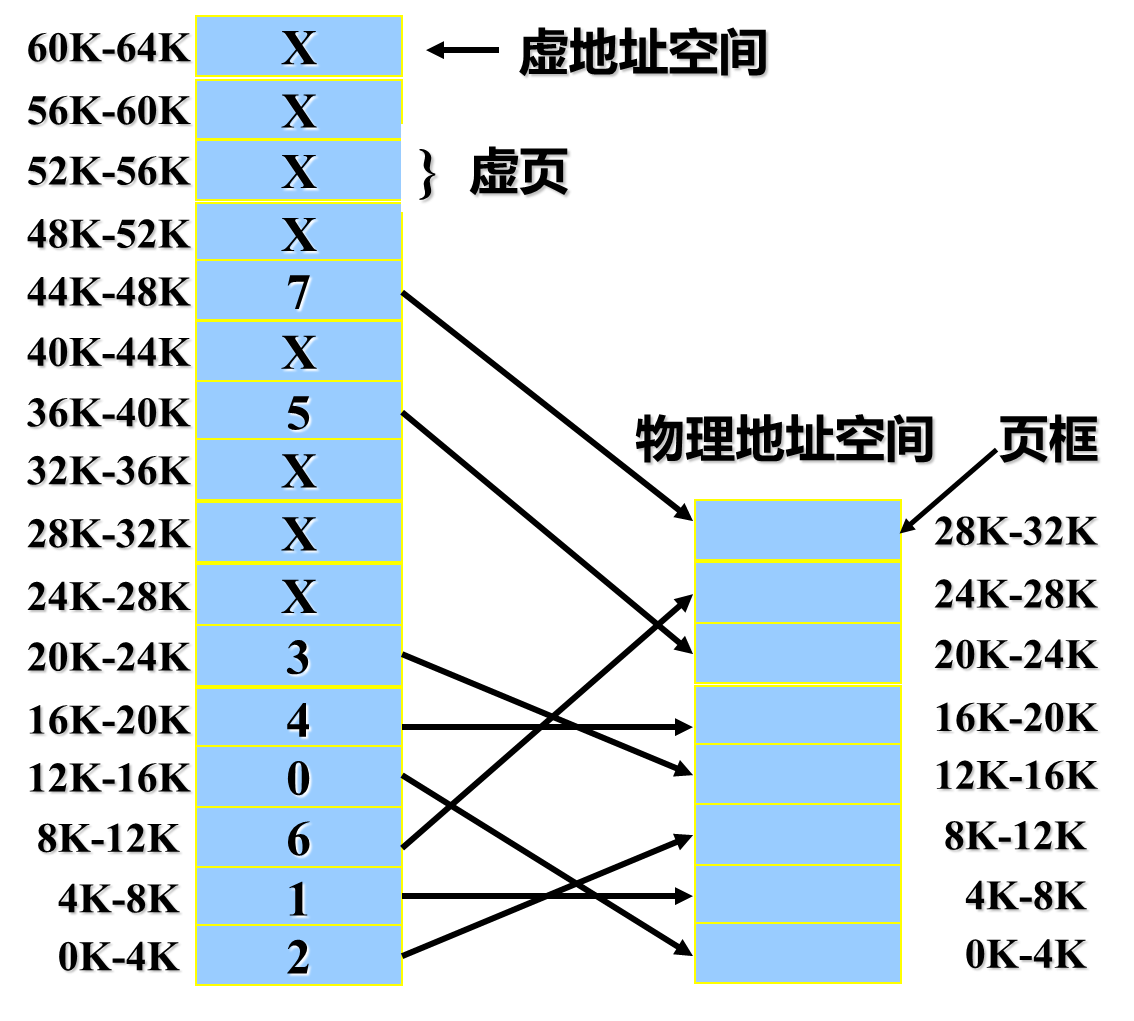 60K-64K X 虚地址空间
56K-60K X
52K-56K X } 虚页
48K-52K X
44K-48K 7
40K-44K X
36K-40K 5
物理地址空间 页框
32K-36K X
28K-32K X 28K-32K
24K-28K X 24K-28K
20K-24K 3 20K-24K
16K-20K 4 16K-20K
12K-16K 0 12K-16K
8K-12K 6 8K-12K
4K-8K 1 4K-8K
0K-4K 2 0K-4K